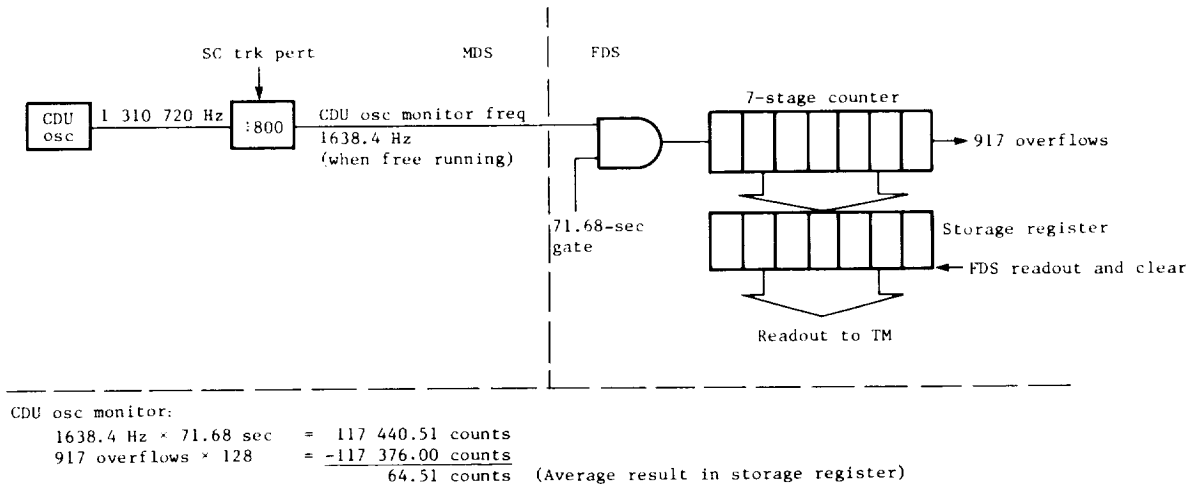 SC trk pert
MDS
FDS
CDU osc
1 310 720 Hz
÷800
CDU osc monitor freq
1638.4 Hz
(when free running)
71.68-sec
gate
7-stage counter
917 overflows
Storage register
FDS readout and clear
Readout to TM
CDU osc monitor:
1638.4 Hz × 71.68 sec = 117 440.51 counts
917 overflows × 128 = -117 376.00 counts
64.51 counts (Average result in storage register)